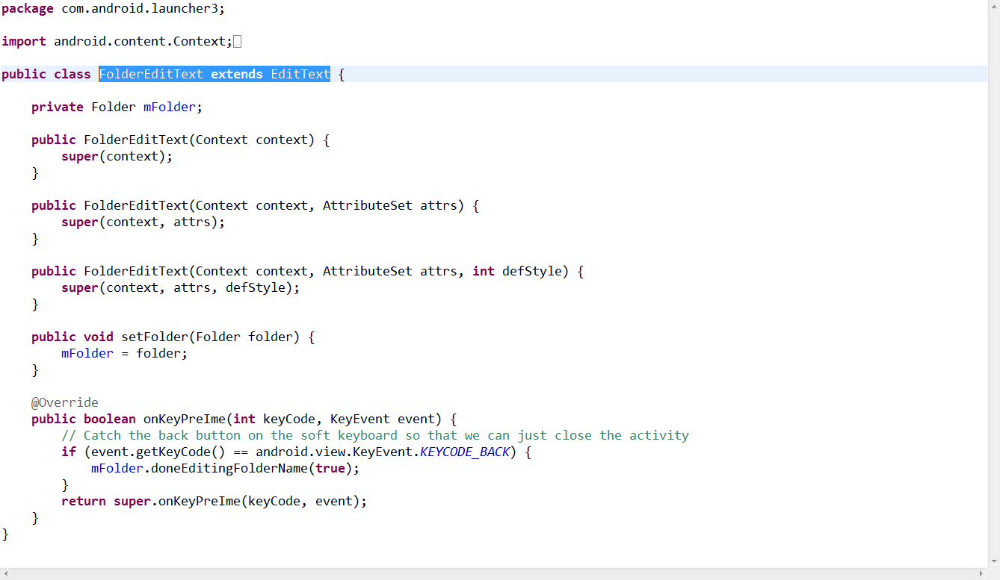 package com.android.launcher3;
import android.content.Context;
public class FolderEditText extends EditText {
private Folder mFolder;
public FolderEditText(Context context) {
super(context);
}
public FolderEditText(Context context, AttributeSet attrs) {
super(context, attrs);
}
public FolderEditText(Context context, AttributeSet attrs, int defStyle) {
super(context, attrs, defStyle);
}
public void setFolder(Folder folder) {
mFolder = folder;
}
@Override
public boolean onKeyPreIme(int keyCode, KeyEvent event) {
// Catch the back button on the soft keyboard so that we can just close the activity
if (event.getKeyCode() == android.view.KeyEvent.KEYCODE_BACK) {
mFolder.doneEditingFolderName(true);
}
return super.onKeyPreIme(keyCode, event);
}
}